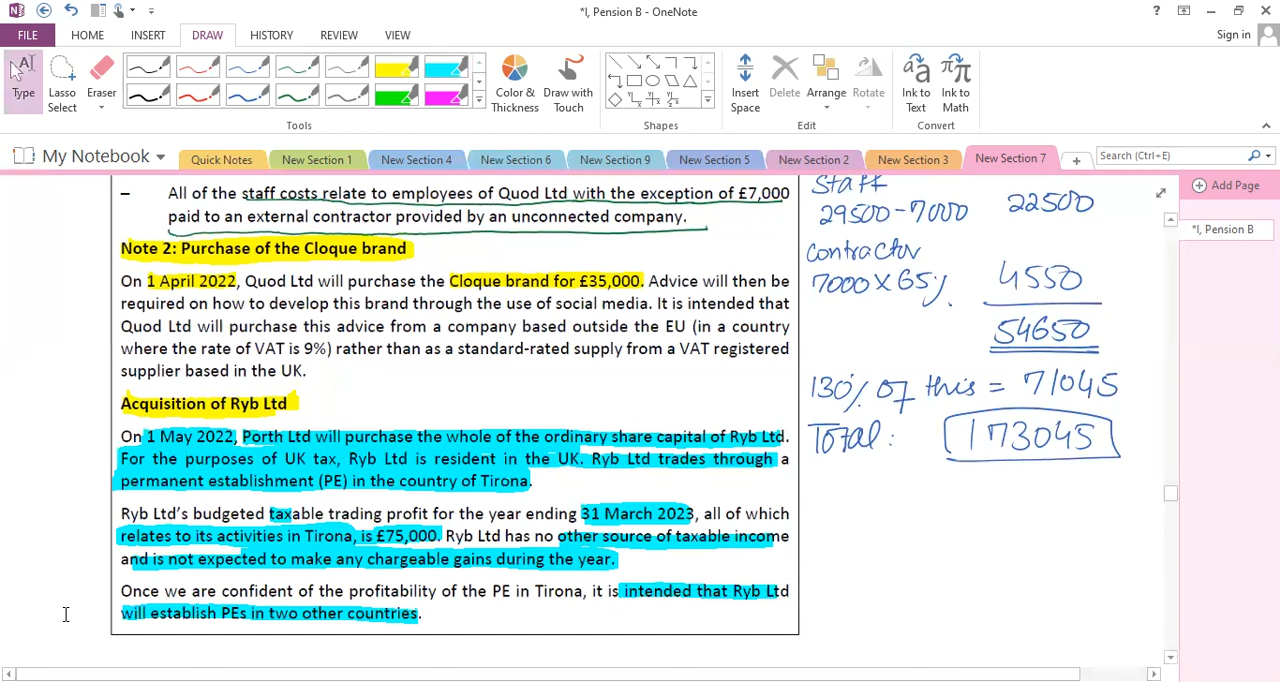 *I, Pension B - OneNote
?
FILE HOME INSERT DRAW HISTORY REVIEW VIEW
Sign in
Type
Lasso Select
Eraser
Color & Thickness
Draw with Touch
Insert Space
Delete
Arrange
Rotate
Ink to Text
Ink to Math
Tools
Shapes
Edit
Convert
My Notebook
Quick Notes New Section 1 New Section 4 New Section 6 New Section 9 New Section 5 New Section 2 New Section 3 New Section 7
Search (Ctrl+E)
Add Page
*I, Pension B
– All of the staff costs relate to employees of Quod Ltd with the exception of £7,000
paid to an external contractor provided by an unconnected company.
Note 2: Purchase of the Cloque brand
On 1 April 2022, Quod Ltd will purchase the Cloque brand for £35,000. Advice will then be
required on how to develop this brand through the use of social media. It is intended that
Quod Ltd will purchase this advice from a company based outside the EU (in a country
where the rate of VAT is 9%) rather than as a standard-rated supply from a VAT registered
supplier based in the UK.
Acquisition of Ryb Ltd
On 1 May 2022, Porth Ltd will purchase the whole of the ordinary share capital of Ryb Ltd.
For the purposes of UK tax, Ryb Ltd is resident in the UK. Ryb Ltd trades through a
permanent establishment (PE) in the country of Tirona.
Ryb Ltd's budgeted taxable trading profit for the year ending 31 March 2023, all of which
relates to its activities in Tirona, is £75,000. Ryb Ltd has no other source of taxable income
and is not expected to make any chargeable gains during the year.
Once we are confident of the profitability of the PE in Tirona, it is intended that Ryb Ltd
will establish PEs in two other countries.
Staff
29500-7000 22500
contractor
7000 X 65% 4550
54650
130% of this = 71045
Total: 173045